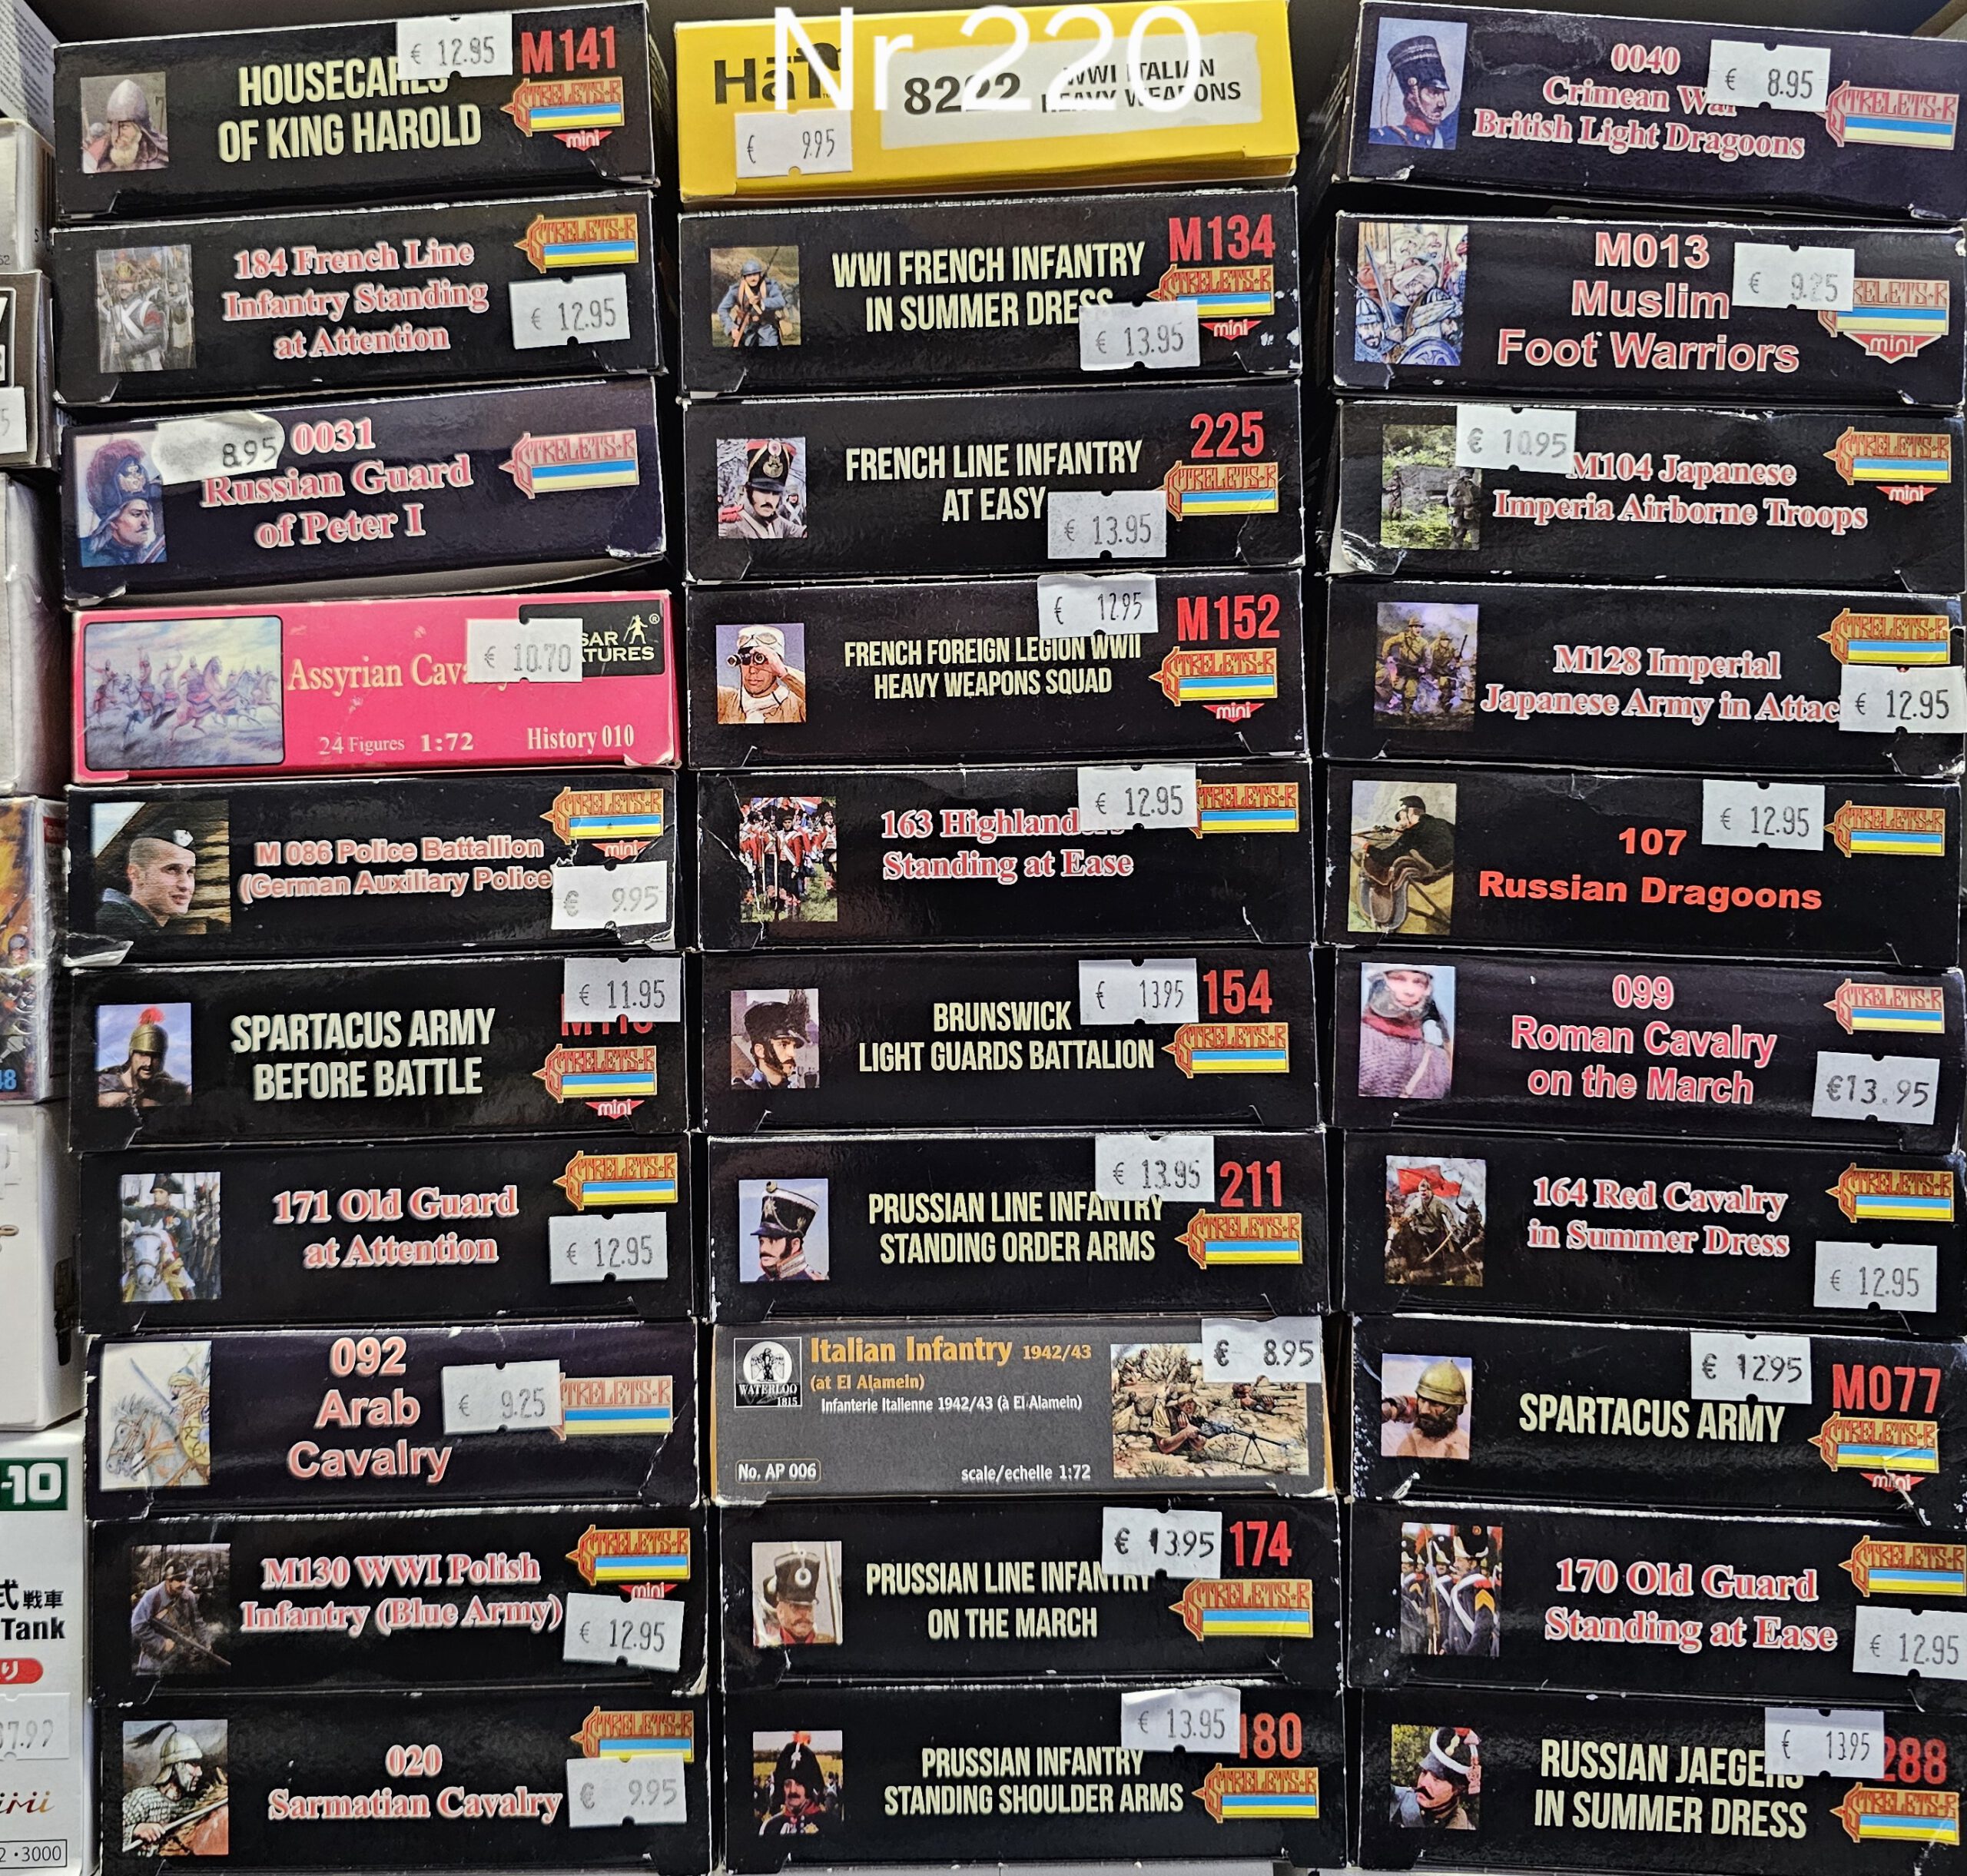 Nr 220
€ 12.95
M141
HOUSECARLS
OF KING HAROLD
STRELETS-R
mini
184 French Line
Infantry Standing
at Attention
STRELETS-R
€ 12.95
8.95
0031
Russian Guard
of Peter I
STRELETS-R
Assyrian
€ 10.70
24 Figures 1:72
History 010
M 086 Police Battallion
(German Auxiliary Police
STRELETS-R
mini
€ 9.95
€ 11.95
SPARTACUS ARMY
BEFORE BATTLE
STRELETS-R
mini
171 Old Guard
at Attention
STRELETS-R
€ 12.95
092
Arab
Cavalry
€ 9.25
STRELETS-R
M130 WWI Polish
Infantry (Blue Army)
STRELETS-R
mini
€ 12.95
020
Sarmatian Cavalry
STRELETS-R
€ 9.95
HäT
8222
WWI ITALIAN
HEAVY WEAPONS
€ 9.95
M134
WWI FRENCH INFANTRY
IN SUMMER DRESS
STRELETS-R
mini
€ 13.95
225
FRENCH LINE INFANTRY
AT EASY
STRELETS-R
€ 13.95
€ 12.95
M152
FRENCH FOREIGN LEGION WWII
HEAVY WEAPONS SQUAD
STRELETS-R
mini
€ 12.95
163 Highland
Standing at Ease
STRELETS-R
€ 13.95
154
BRUNSWICK
LIGHT GUARDS BATTALION
STRELETS-R
€ 13.95
211
PRUSSIAN LINE INFANTRY
STANDING ORDER ARMS
STRELETS-R
WATERLOO
1815
Italian Infantry 1942/43
(at El Alamein)
Infanterie Italienne 1942/43 (à El Alamein)
€ 8.95
No. AP 006
scale/echelle 1:72
€ 13.95
174
PRUSSIAN LINE INFANTRY
ON THE MARCH
STRELETS-R
€ 13.95
180
PRUSSIAN INFANTRY
STANDING SHOULDER ARMS
STRELETS-R
0040
Crimean War
British Light Dragoons
€ 8.95
STRELETS-R
M013
Muslim
Foot Warriors
€ 9.25
STRELETS-R
mini
€ 10.95
M104 Japanese
Imperia Airborne Troops
STRELETS-R
mini
M128 Imperial
Japanese Army in Attac
STRELETS-R
€ 12.95
107
Russian Dragoons
€ 12.95
STRELETS-R
099
Roman Cavalry
on the March
STRELETS-R
€13.95
164 Red Cavalry
in Summer Dress
STRELETS-R
€ 12.95
€ 12.95
M077
SPARTACUS ARMY
STRELETS-R
mini
170 Old Guard
Standing at Ease
STRELETS-R
€ 12.95
€ 13.95
288
RUSSIAN JAEGERS
IN SUMMER DRESS
STRELETS-R
-10
式戦車
Tank